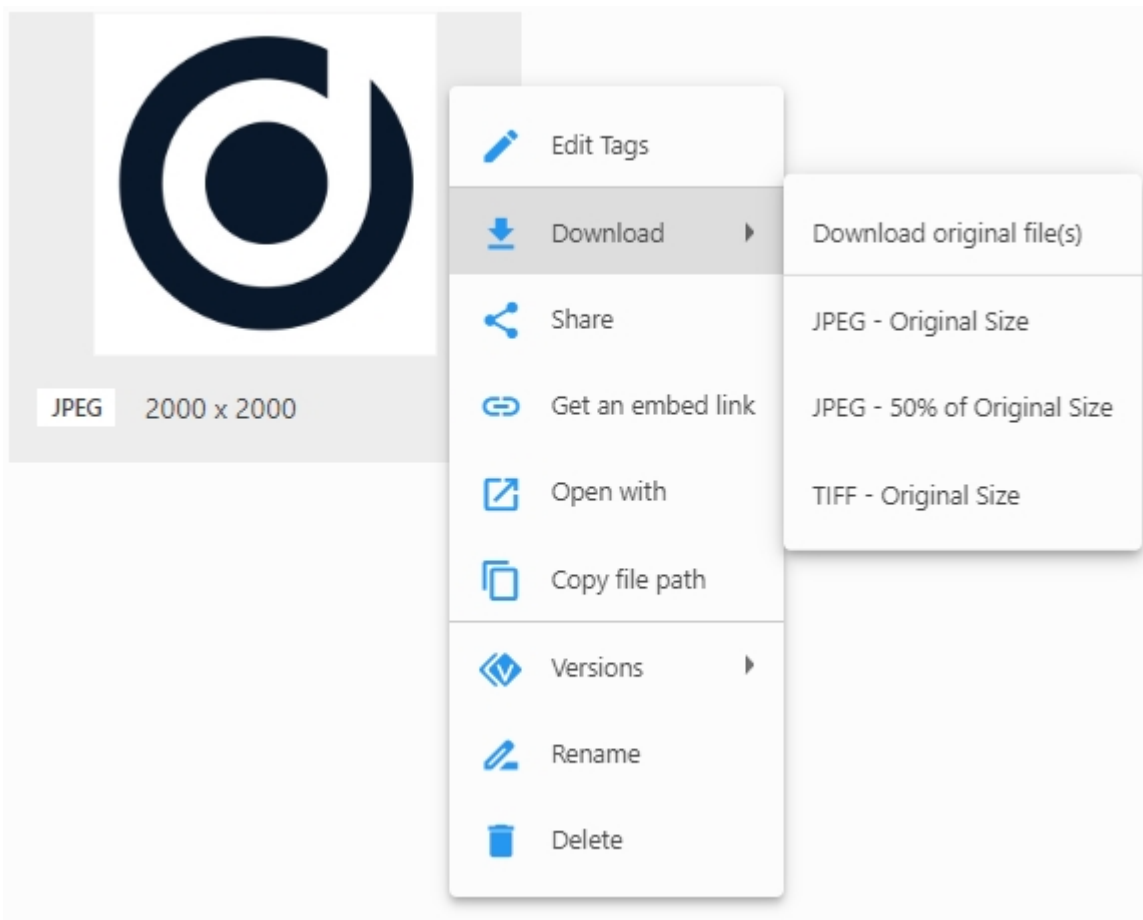 JPEG 2000 x 2000
Edit Tags
Download
Share
Get an embed link
Open with
Copy file path
Versions
Rename
Delete
Download original file(s)
JPEG - Original Size
JPEG - 50% of Original Size
TIFF - Original Size